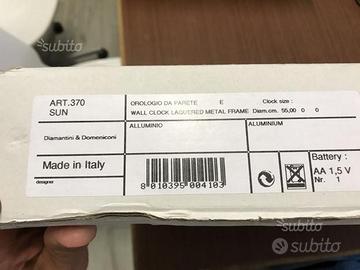 subito
ART.370
SUN
OROLOGIO DA PARETE E Clock size :
WALL CLOCK LAQUERED METAL FRAME Diam.cm. 55,00 0 0
ALLUMINIO ALUMINIUM
Diamantini & Domeniconi
Made in Italy
designer
8 010395 004103
Battery :
AA 1,5 V
Nr. 1
subito
subito